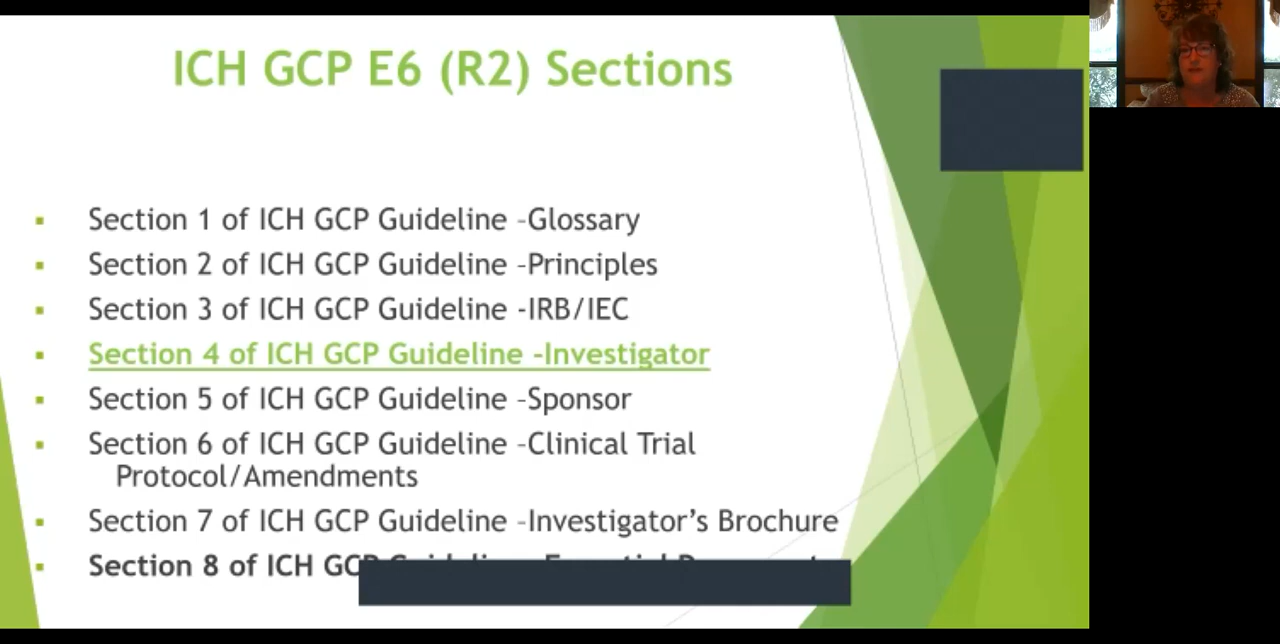 ICH GCP E6 (R2) Sections
Section 1 of ICH GCP Guideline –Glossary
Section 2 of ICH GCP Guideline –Principles
Section 3 of ICH GCP Guideline -IRB/IEC
Section 4 of ICH GCP Guideline –Investigator
Section 5 of ICH GCP Guideline –Sponsor
Section 6 of ICH GCP Guideline –Clinical Trial
Protocol/Amendments
Section 7 of ICH GCP Guideline –Investigator’s Brochure
Section 8 of ICH GCP